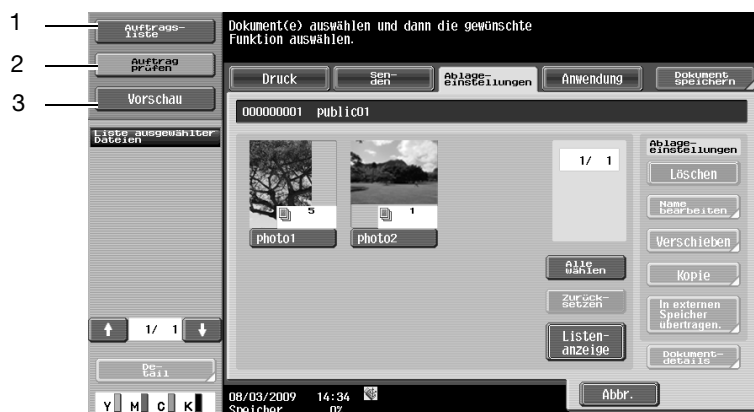 1
Auftrags-
liste
2
Auftrag
prüfen
3
Vorschau
Liste ausgewählter
Dateien
1/ 1
De-
tail
Y M C K
Dokument(e) auswählen und dann die gewünschte
Funktion auswählen.
Druck
Sen-
den
Ablage-
einstellungen
Anwendung
Dokument
speichern
000000001 public01
5
photo1
1
photo2
1/ 1
Alle
wählen
Zurück-
setzen
Listen-
anzeige
Ablage-
einstellungen
Löschen
Name
bearbeiten
Verschieben
Kopie
In externen
Speicher
übertragen.
Dokument-
details
08/03/2009 14:34
Speicher 0%
Abbr.